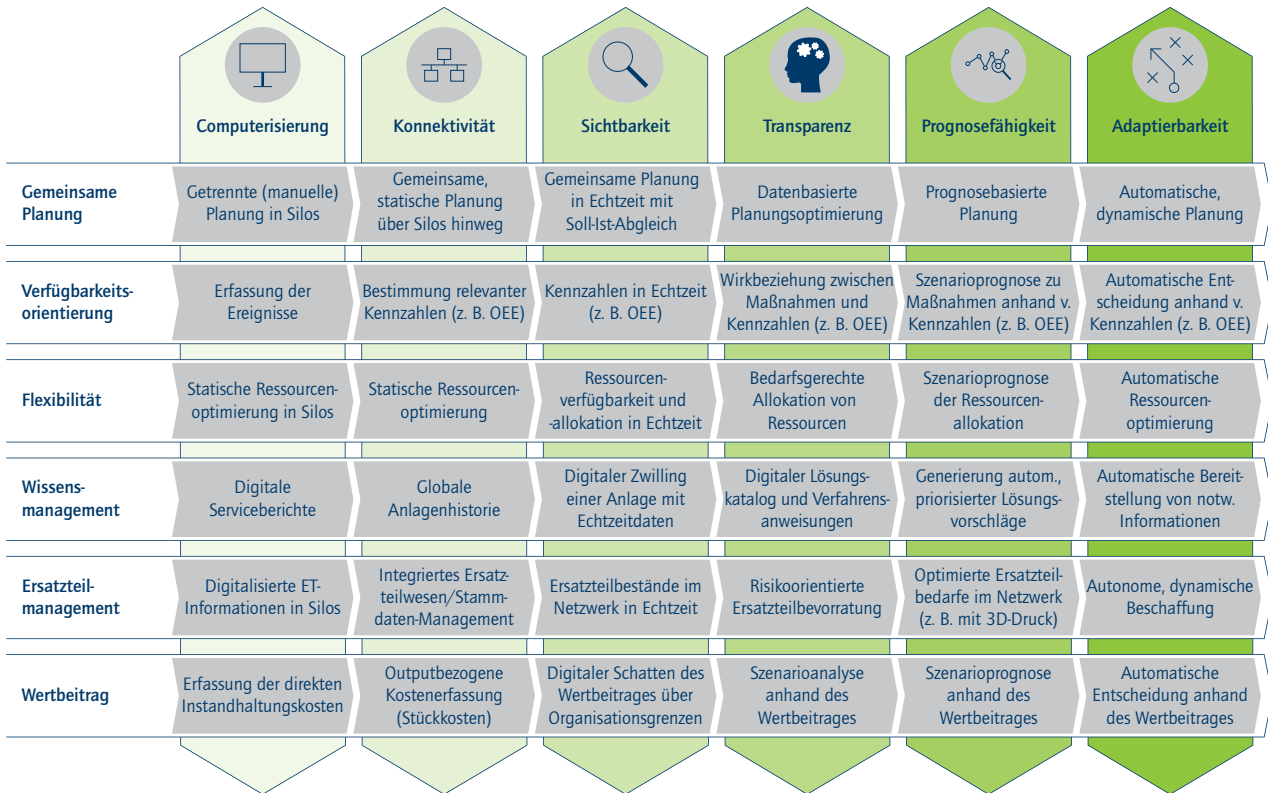 Computerisierung
Konnektivität
Sichtbarkeit
Transparenz
Prognosefähigkeit
Adaptierbarkeit
Gemeinsame
Planung
Getrennte (manuelle)
Planung in Silos
Gemeinsame,
statische Planung
über Silos hinweg
Gemeinsame Planung
in Echtzeit mit
Soll-Ist-Abgleich
Datenbasierte
Planungsoptimierung
Prognosebasierte
Planung
Automatische,
dynamische Planung
Verfügbarkeits-
orientierung
Erfassung der
Ereignisse
Bestimmung relevanter
Kennzahlen (z. B. OEE)
Kennzahlen in Echtzeit
(z. B. OEE)
Wirkbeziehung zwischen
Maßnahmen und
Kennzahlen (z. B. OEE)
Szenarioprognose zu
Maßnahmen anhand v.
Kennzahlen (z. B. OEE)
Automatische Ent-
scheidung anhand v.
Kennzahlen (z. B. OEE)
Flexibilität
Statische Ressourcen-
optimierung in Silos
Statische Ressourcen-
optimierung
Ressourcen-
verfügbarkeit und
-allokation in Echtzeit
Bedarfsgerechte
Allokation von
Ressourcen
Szenarioprognose
der Ressourcen-
allokation
Automatische
Ressourcen-
optimierung
Wissens-
management
Digitale
Serviceberichte
Globale
Anlagenhistorie
Digitaler Zwilling
einer Anlage mit
Echtzeitdaten
Digitaler Lösungs-
katalog und Verfahrens-
anweisungen
Generierung autom.,
priorisierter Lösungs-
vorschläge
Automatische Bereit-
stellung von notw.
Informationen
Ersatzteil-
management
Digitalisierte ET-
Informationen in Silos
Integriertes Ersatz-
teilwesen/Stamm-
daten-Management
Ersatzteilbestände im
Netzwerk in Echtzeit
Risikoorientierte
Ersatzteilbevorratung
Optimierte Ersatzteil-
bedarfe im Netzwerk
(z. B. mit 3D-Druck)
Autonome, dynamische
Beschaffung
Wertbeitrag
Erfassung der direkten
Instandhaltungskosten
Outputbezogene
Kostenerfassung
(Stückkosten)
Digitaler Schatten des
Wertbeitrages über
Organisationsgrenzen
Szenarioanalyse
anhand des
Wertbeitrages
Szenarioprognose
anhand des
Wertbeitrages
Automatische
Entscheidung anhand
des Wertbeitrages